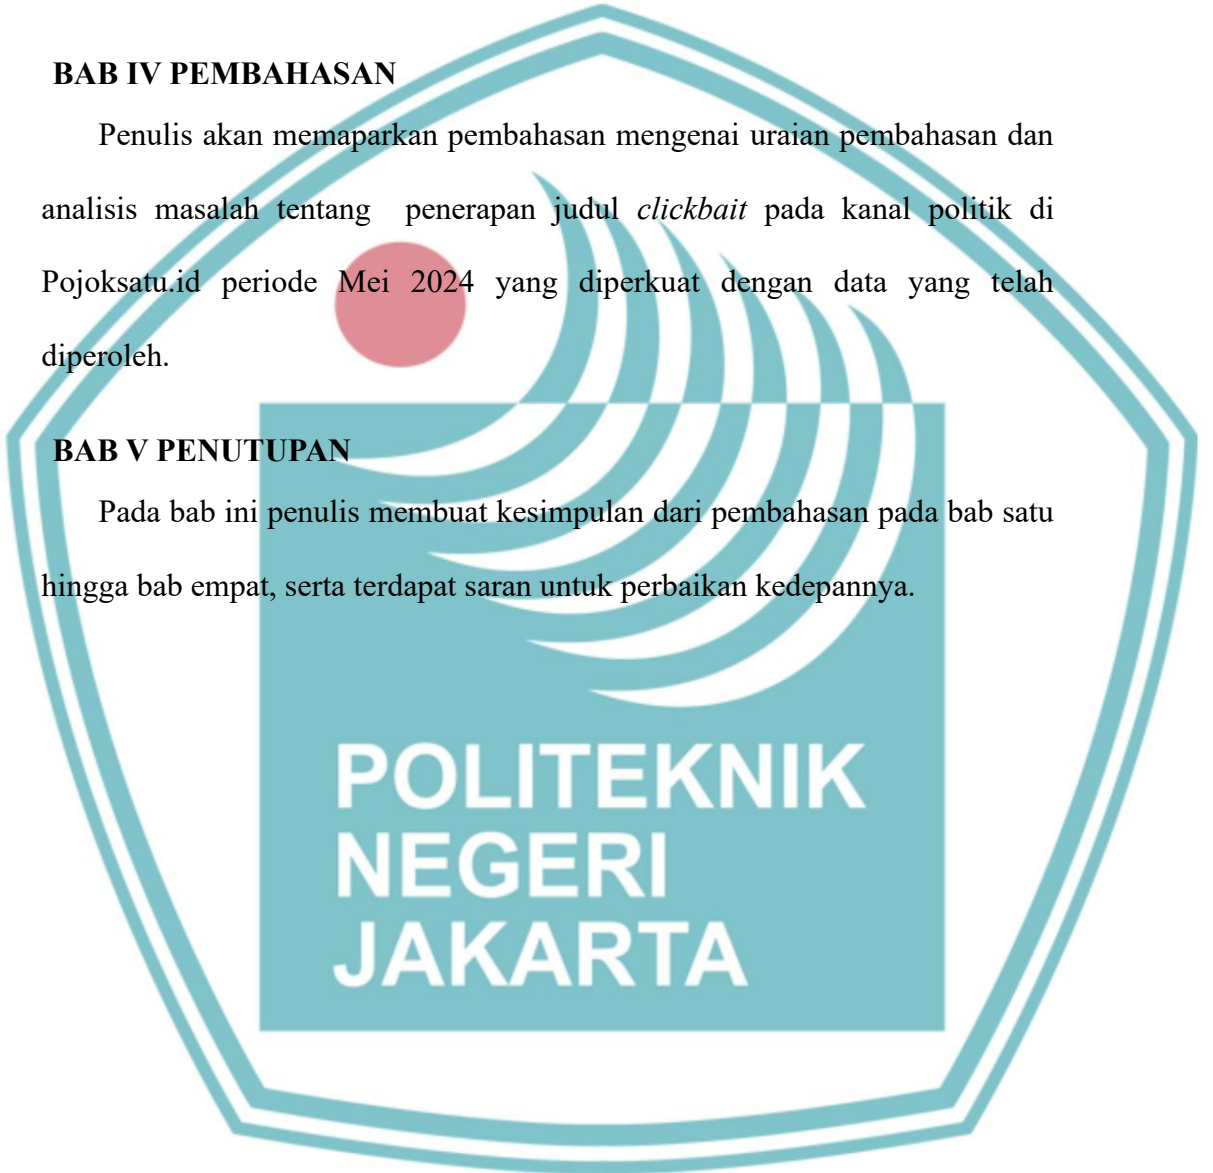 BAB IV PEMBAHASAN
Penulis akan memaparkan pembahasan mengenai uraian pembahasan dan
analisis masalah tentang penerapan judul clickbait pada kanal politik di
Pojoksatu.id periode Mei 2024 yang diperkuat dengan data yang telah
diperoleh.
BAB V PENUTUPAN
Pada bab ini penulis membuat kesimpulan dari pembahasan pada bab satu
hingga bab empat, serta terdapat saran untuk perbaikan kedepannya.
POLITEKNIK
NEGERI
JAKARTA